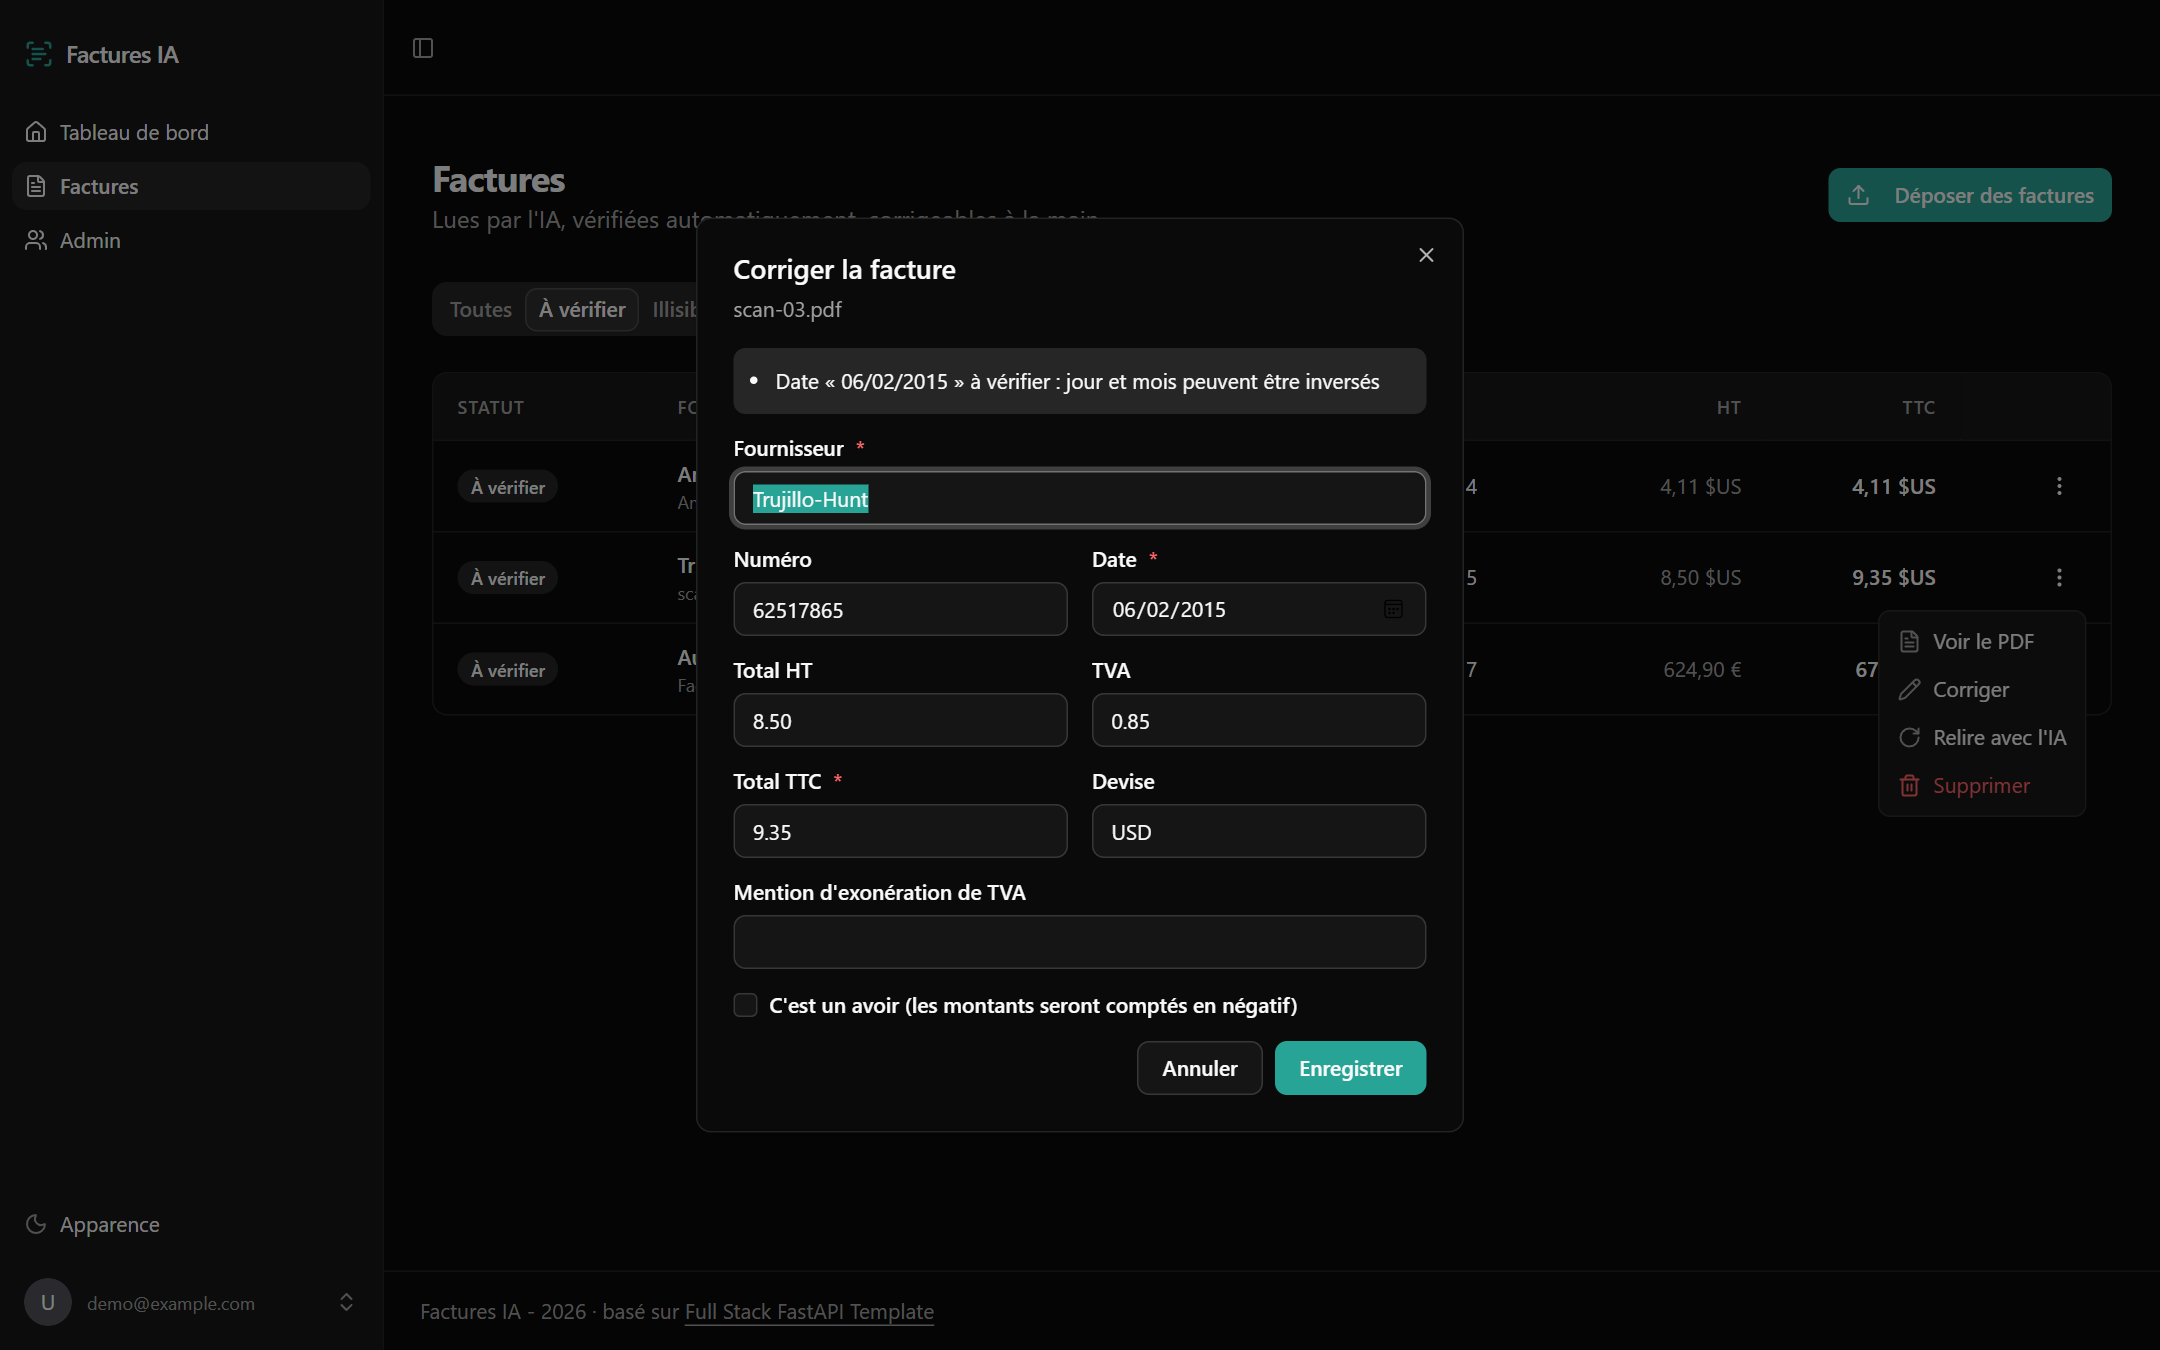 Factures IA
Tableau de bord
Factures
Admin
Apparence
U
demo@example.com
Factures
Lues par l'IA, vérifiées automatiquement, corrigeables à la main
Déposer des factures
Toutes
À vérifier
STATUT
HT
TTC
À vérifier
4
4,11 $US
4,11 $US
À vérifier
5
8,50 $US
9,35 $US
À vérifier
7
624,90 €
67
Voir le PDF
Corriger
Relire avec l'IA
Supprimer
Corriger la facture
scan-03.pdf
• Date « 06/02/2015 » à vérifier : jour et mois peuvent être inversés
Fournisseur *
Trujillo-Hunt
Numéro
Date *
62517865
06/02/2015
Total HT
TVA
8.50
0.85
Total TTC *
Devise
9.35
USD
Mention d'exonération de TVA
C'est un avoir (les montants seront comptés en négatif)
Annuler
Enregistrer
Factures IA - 2026 · basé sur Full Stack FastAPI Template